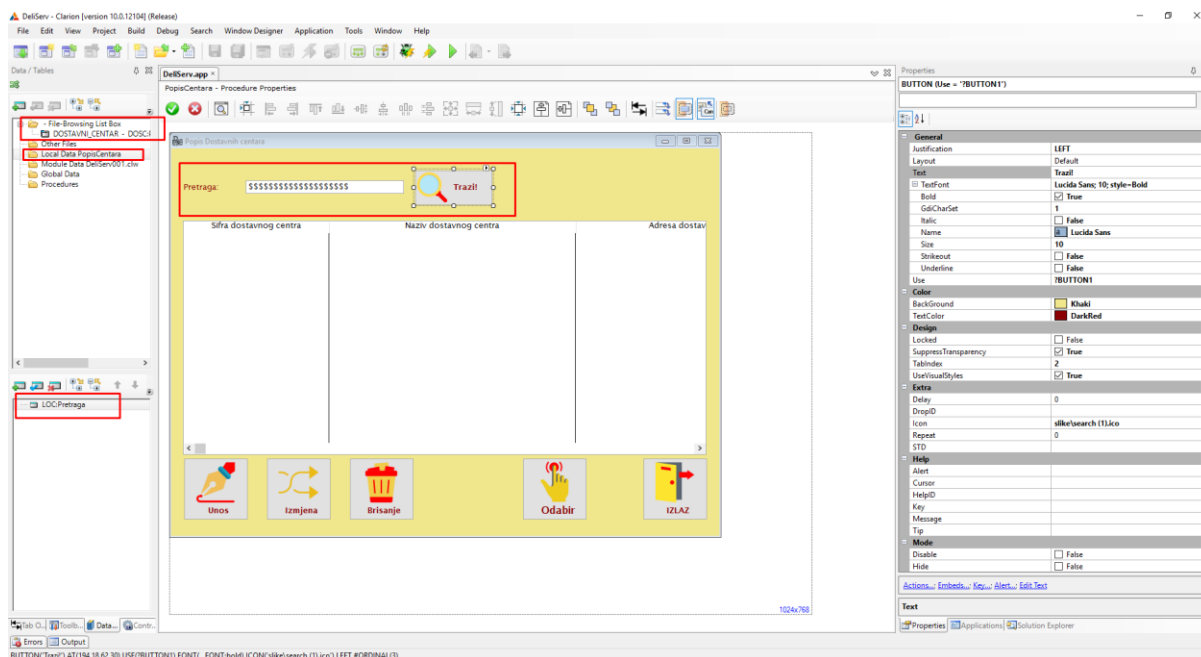 DeliServ - Clarion [version 10.0.12104] (Release)
File Edit View Project Build Debug Search Window Designer Application Tools Window Help
Data / Tables
- File-Browsing List Box
DOSTAVNI_CENTAR - DOSC:
Other Files
Local Data PopisCentara
Module Data DeliServ001.clw
Global Data
Procedures
LOC:Pretraga
Tab O... Toolb... Data... Contr...
DeliServ.app ×
PopisCentara - Procedure Properties
Popis Dostavnih centara
Pretraga: $$$$$$$$$$$$$$$$$$$$ Trazi!
Sifra dostavnog centra Naziv dostavnog centra Adresa dostav
Unos Izmjena Brisanje Odabir IZLAZ
1024x768
Properties
BUTTON (Use = '?BUTTON1')
General
Justification LEFT
Layout Default
Text Trazi!
TextFont Lucida Sans; 10; style=Bold
Bold True
GdiCharSet 1
Italic False
Name Lucida Sans
Size 10
Strikeout False
Underline False
Use ?BUTTON1
Color
BackGround Khaki
TextColor DarkRed
Design
Locked False
SuppressTransparency True
TabIndex 2
UseVisualStyles True
Extra
Delay 0
DropID
Icon slike\search (1).ico
Repeat 0
STD
Help
Alert
Cursor
HelpID
Key
Message
Tip
Mode
Disable False
Hide False
Actions...; Embeds...; Key...; Alert...; Edit Text
Text
Properties Applications Solution Explorer
Errors Output
BUTTON('Trazi!'), AT(194,18,62,30),USE(?BUTTON1),FONT(,,,FONT:bold),ICON('slike\search (1).ico'),LEFT,#ORDINAL(3)